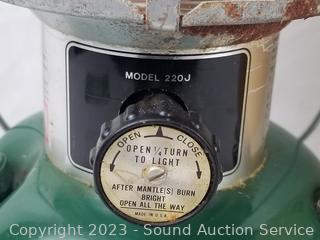 MODEL 220J
OPEN CLOSE
OPEN ¼ TURN
TO LIGHT
AFTER MANTLE(S) BURN
BRIGHT
OPEN ALL THE WAY
MADE IN U.S.A.
Copyright 2023 - Sound Auction Service